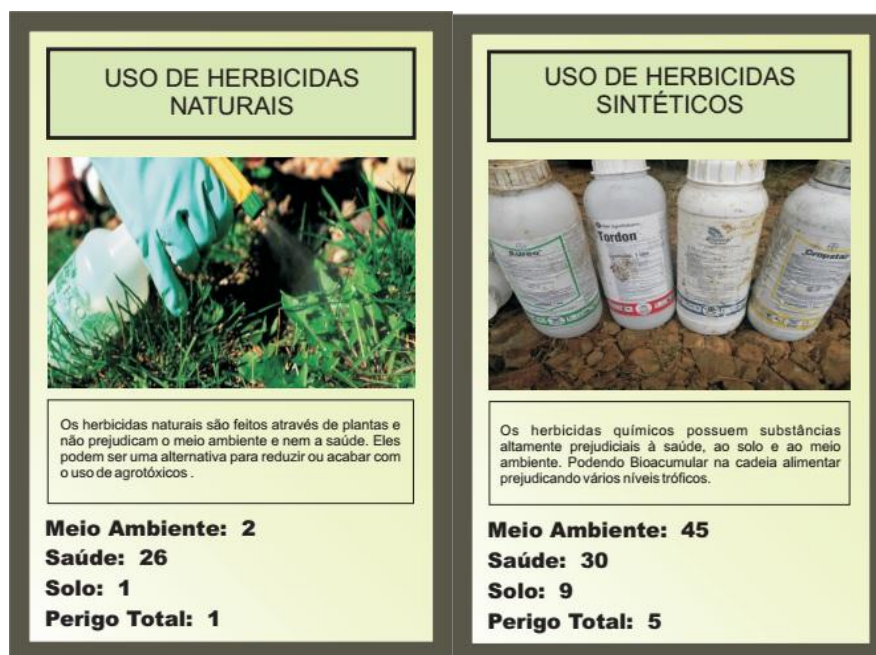 USO DE HERBICIDAS
NATURAIS
Os herbicidas naturais são feitos através de plantas e
não prejudicam o meio ambiente e nem a saúde. Eles
podem ser uma alternativa para reduzir ou acabar com
o uso de agrotóxicos .
Meio Ambiente: 2
Saúde: 26
Solo: 1
Perigo Total: 1
USO DE HERBICIDAS
SINTÉTICOS
Tordon
Cropstar
Os herbicidas químicos possuem substâncias
altamente prejudiciais à saúde, ao solo e ao meio
ambiente. Podendo Bioacumular na cadeia alimentar
prejudicando vários níveis tróficos.
Meio Ambiente: 45
Saúde: 30
Solo: 9
Perigo Total: 5